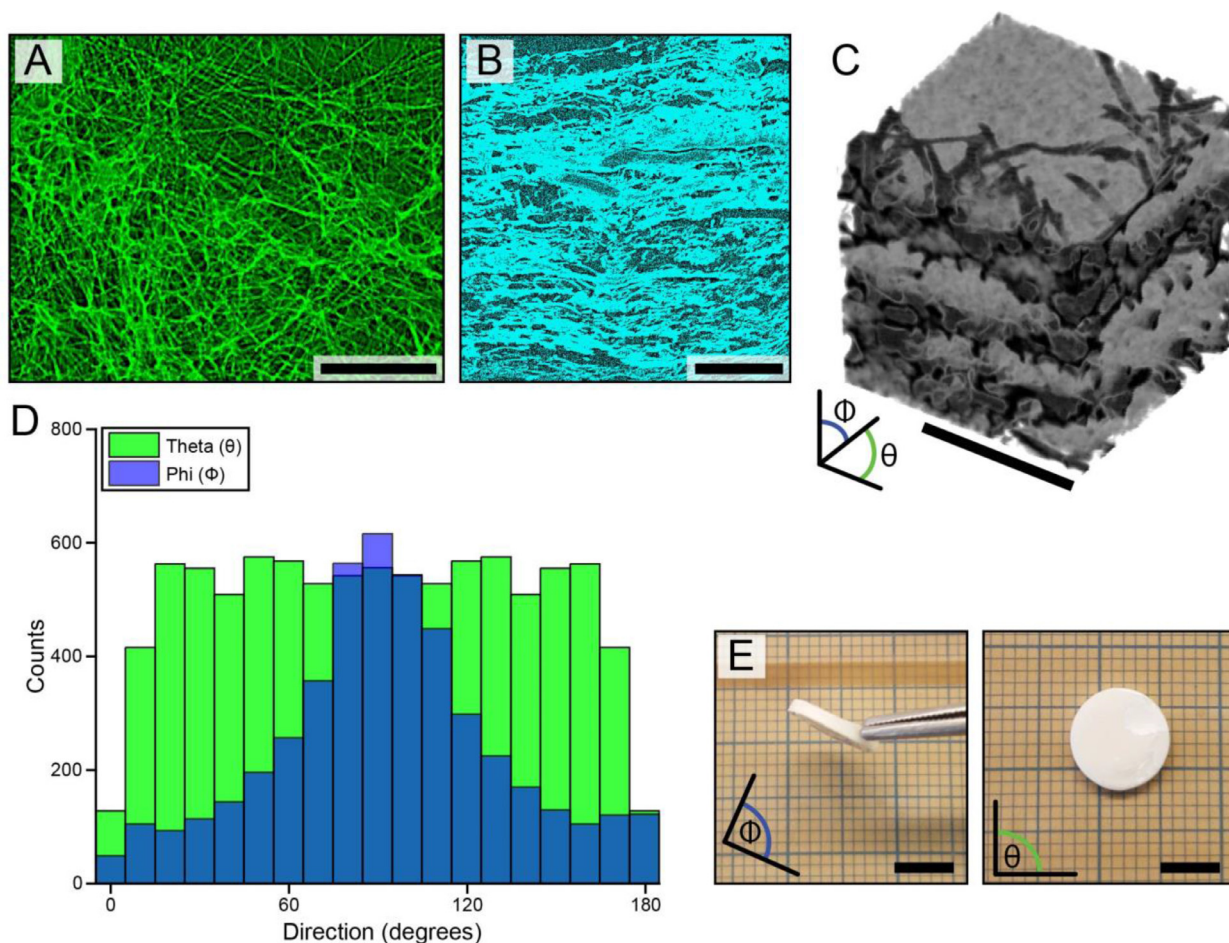 A
B
C
Φ
θ
D
800
600
400
200
0
Counts
Theta (θ)
Phi (Φ)
0
60
120
180
Direction (degrees)
E
Φ
θ